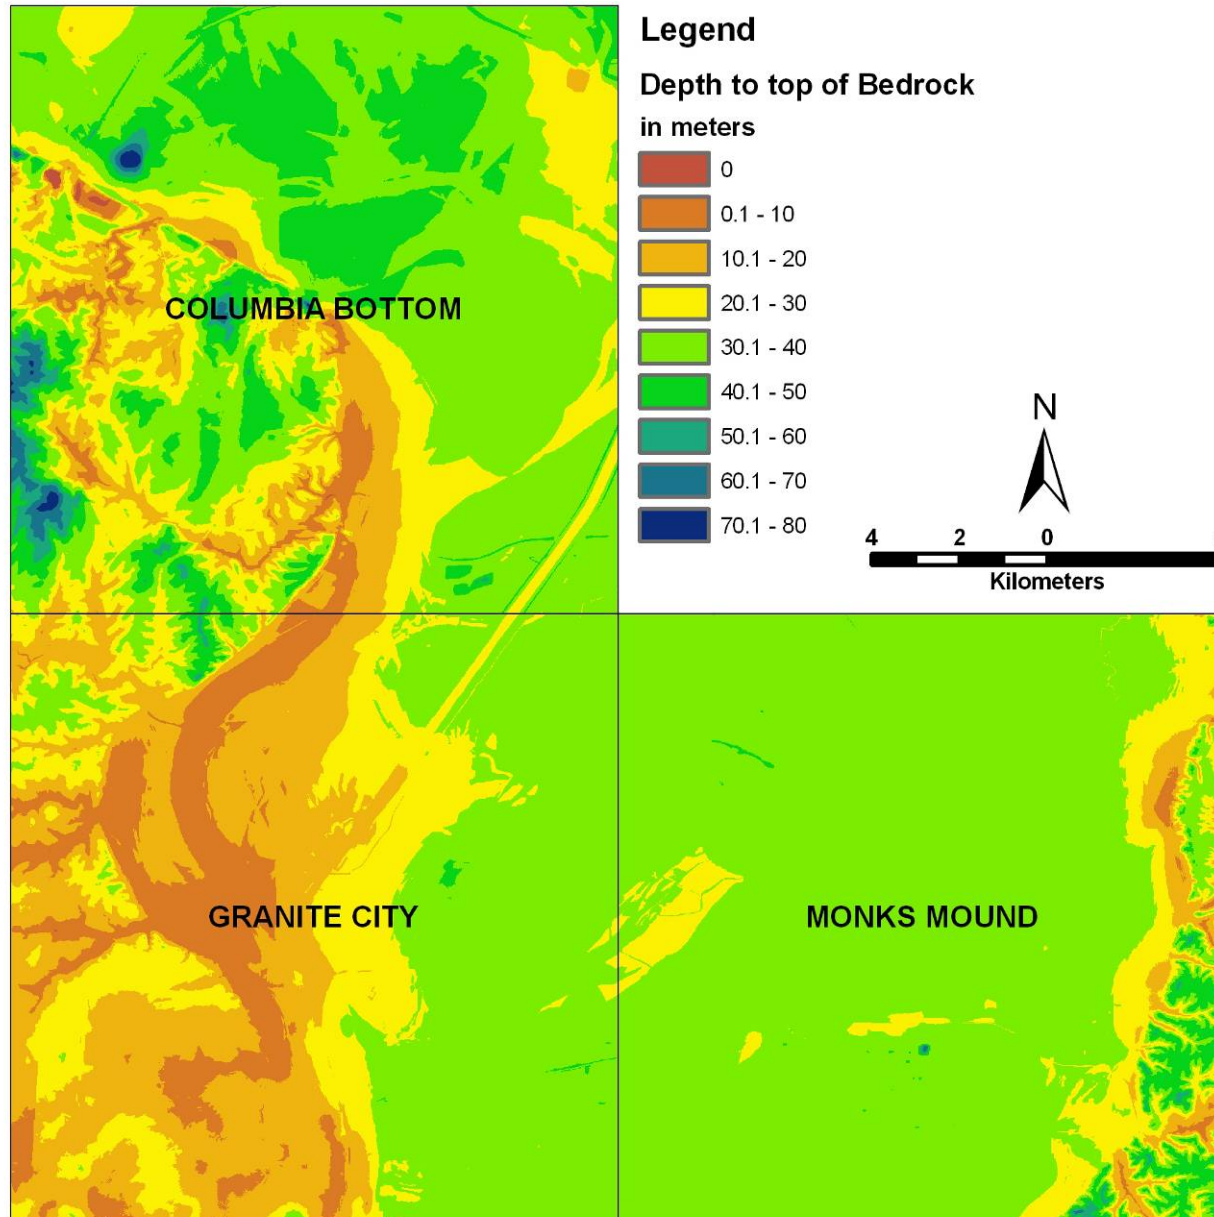 Legend
Depth to top of Bedrock
in meters
0
0.1 - 10
10.1 - 20
20.1 - 30
30.1 - 40
40.1 - 50
50.1 - 60
60.1 - 70
70.1 - 80
N
4 2 0
Kilometers
COLUMBIA BOTTOM
GRANITE CITY
MONKS MOUND